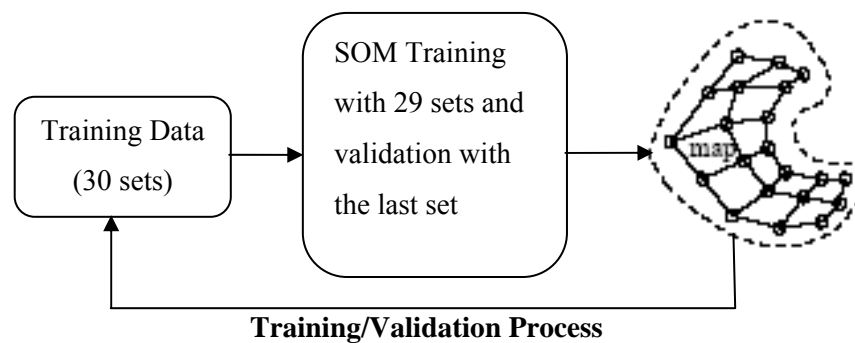 Training Data
(30 sets)
SOM Training
with 29 sets and
validation with
the last set
map
Training/Validation Process